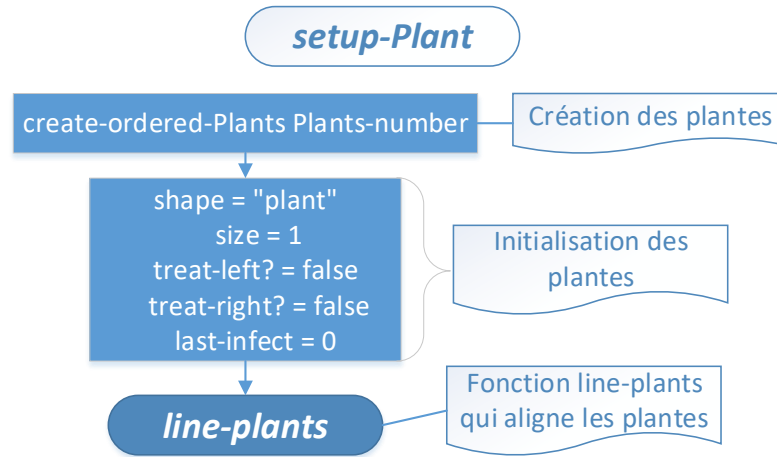 setup-Plant
create-ordered-Plants Plants-number
Création des plantes
shape = "plant"
size = 1
treat-left? = false
treat-right? = false
last-infect = 0
Initialisation des
plantes
line-plants
Fonction line-plants
qui aligne les plantes